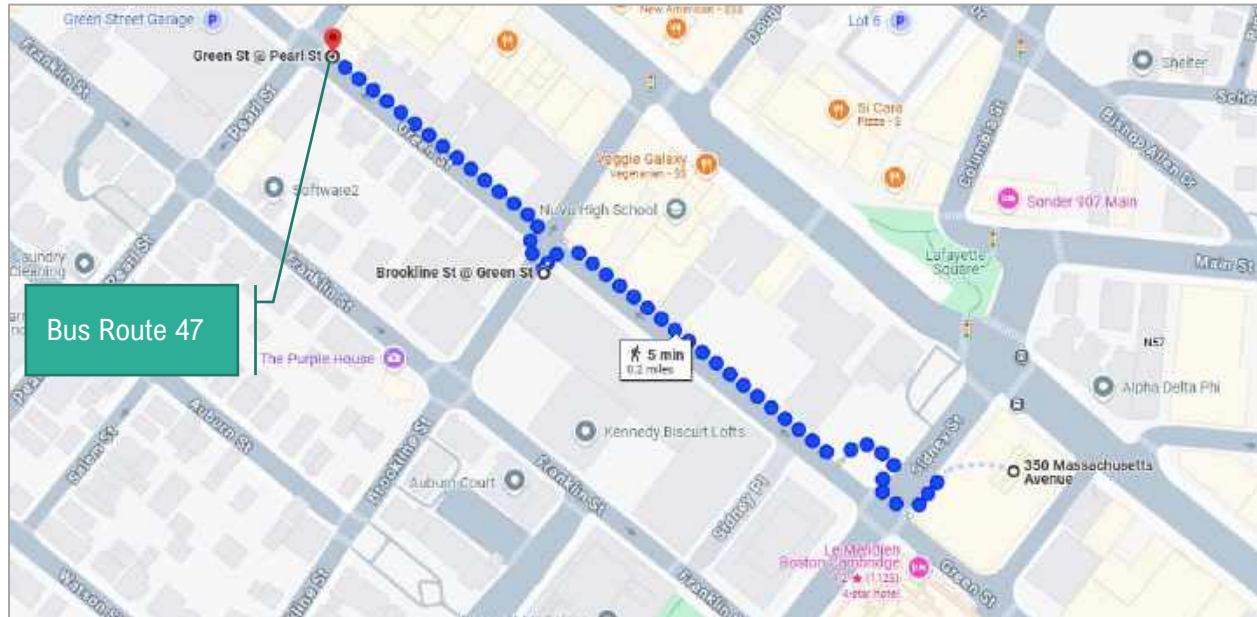 Green Street Garage
New American - $$$
Lot 6
Franklin St
Green St @ Pearl St
Pearl St
Green St
Shelter
Si Cara
Pizza - $
Columbia St
Bishop Allen Dr
Veggie Galaxy
Vegetarian - $$
Software2
NuVu High School
Sonder 907 Main
Lafayette
Square
Main St
Laundry
Cleaning
Pearl St
Franklin St
Brookline St @ Green St
Bus Route 47
5 min
0.2 miles
N57
The Purple House
Alpha Delta Phi
Auburn St
Kennedy Biscuit Lofts
Sidney St
350 Massachusetts
Avenue
Salem St
Brookline St
Auburn Court
Franklin St
Sidney Pl
Le Meridien
Boston Cambridge
4.2 ★ (1125)
4-star hotel
Green St
Watson St
Franklin St